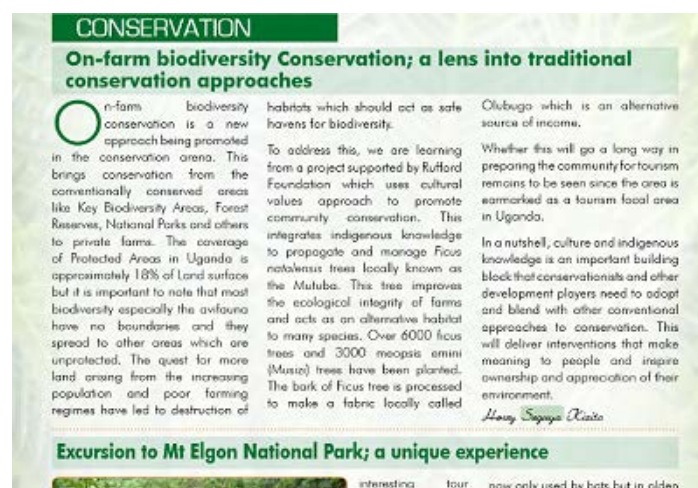 CONSERVATION
On-farm biodiversity Conservation; a lens into traditional
conservation approaches
On-farm biodiversity
conservation is a new
approach being promoted
in the conservation arena. This
brings conservation from the
conventionally conserved areas
like Key Biodiversity Areas, Forest
Reserves, National Parks and others
to private farms. The coverage
of Protected Areas in Uganda is
approximately 18% of Land surface
but it is important to note that most
biodiversity especially the avifauna
have no boundaries and they
spread to other areas which are
unprotected. The quest for more
land arising from the increasing
population and poor farming
regimes have led to destruction of
habitats which should act as safe
havens for biodiversity.
To address this, we are learning
from a project supported by Rufford
Foundation which uses cultural
values approach to promote
community conservation. This
integrates indigenous knowledge
to propagate and manage Ficus
natalensis trees locally known as
the Mutuba. This tree improves
the ecological integrity of farms
and acts as an alternative habitat
to many species. Over 6000 ficus
trees and 3000 meopsis emini
(Musizi) trees have been planted.
The bark of Ficus tree is processed
to make a fabric locally called
Olubugo which is an alternative
source of income.
Whether this will go a long way in
preparing the community for tourism
remains to be seen since the area is
earmarked as a tourism focal area
in Uganda.
In a nutshell, culture and indigenous
knowledge is an important building
block that conservationists and other
development players need to adopt
and blend with other conventional
approaches to conservation. This
will deliver interventions that make
meaning to people and inspire
ownership and appreciation of their
environment.
Segaya
Excursion to Mt Elgon National Park; a unique experience
interesting tour
now only used by bats but in olden